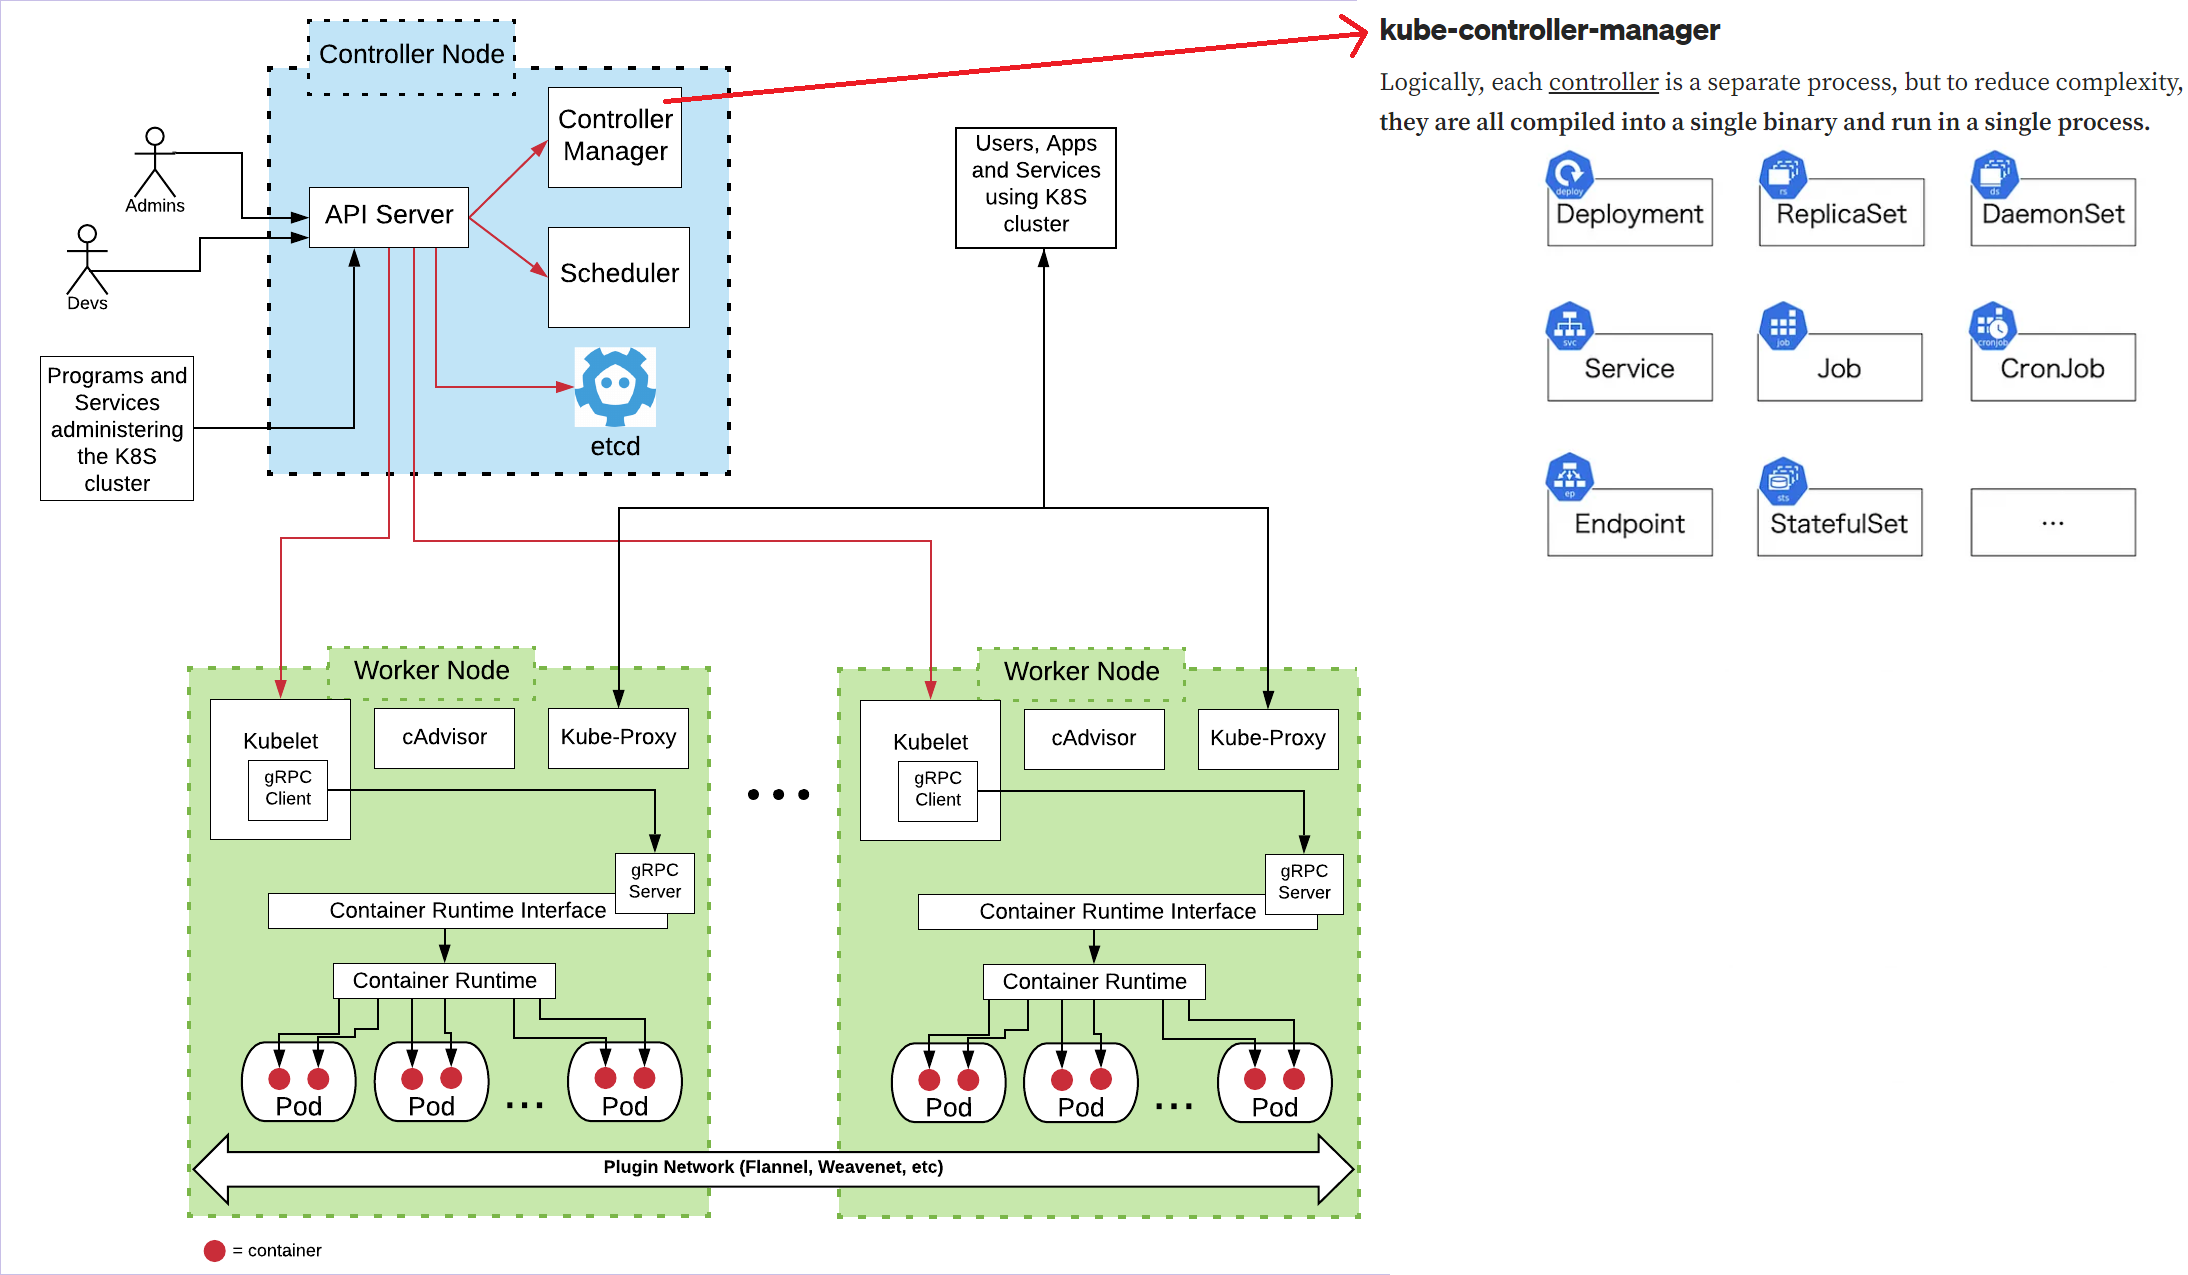 Controller Node
Controller
Manager
API Server
Scheduler
etcd
Admins
Devs
Programs and
Services
administering
the K8S
cluster
Users, Apps
and Services
using K8S
cluster
kube-controller-manager
Logically, each controller is a separate process, but to reduce complexity,
they are all compiled into a single binary and run in a single process.
deploy
Deployment
rs
ReplicaSet
ds
DaemonSet
svc
Service
job
Job
cronjob
CronJob
ep
Endpoint
sts
StatefulSet
...
Worker Node
Kubelet
gRPC
Client
cAdvisor
Kube-Proxy
gRPC
Server
Container Runtime Interface
Container Runtime
Pod
Pod
...
Pod
...
Worker Node
Kubelet
gRPC
Client
cAdvisor
Kube-Proxy
gRPC
Server
Container Runtime Interface
Container Runtime
Pod
Pod
...
Pod
Plugin Network (Flannel, Weavenet, etc)
= container